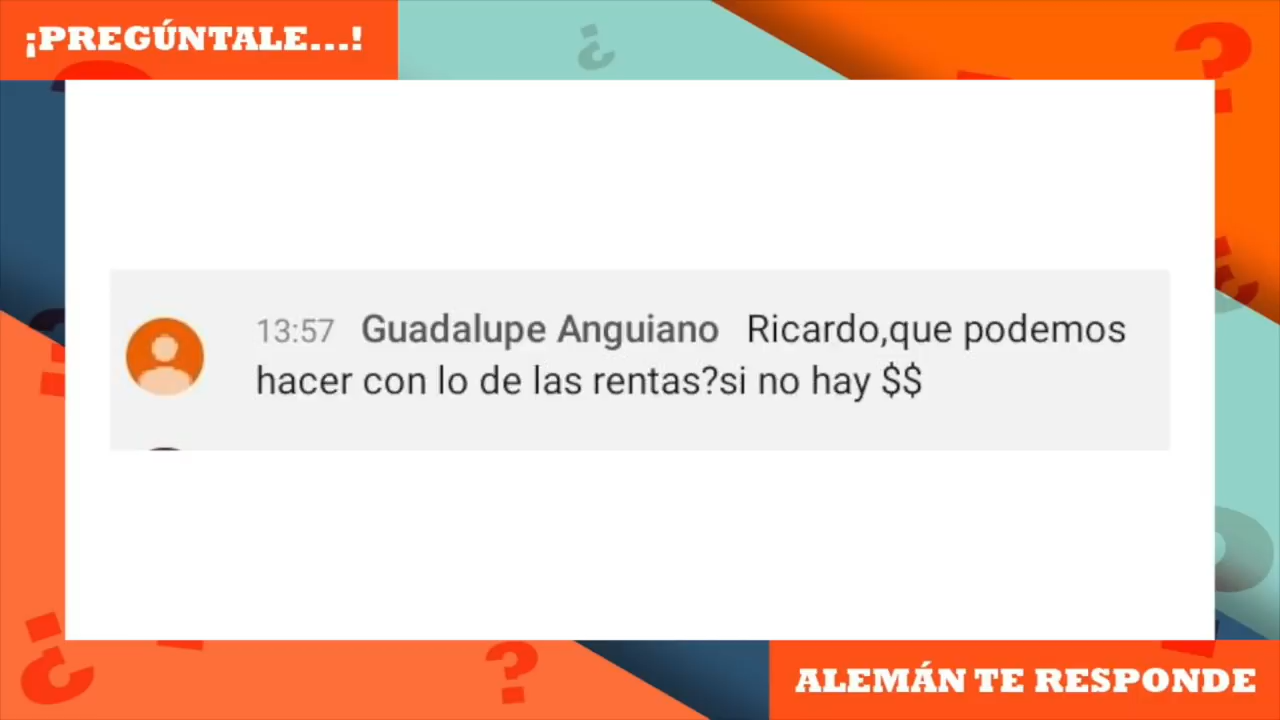 ¡PREGÚNTALE...!
13:57 Guadalupe Anguiano Ricardo,que podemos
hacer con lo de las rentas?si no hay $$
ALEMÁN TE RESPONDE